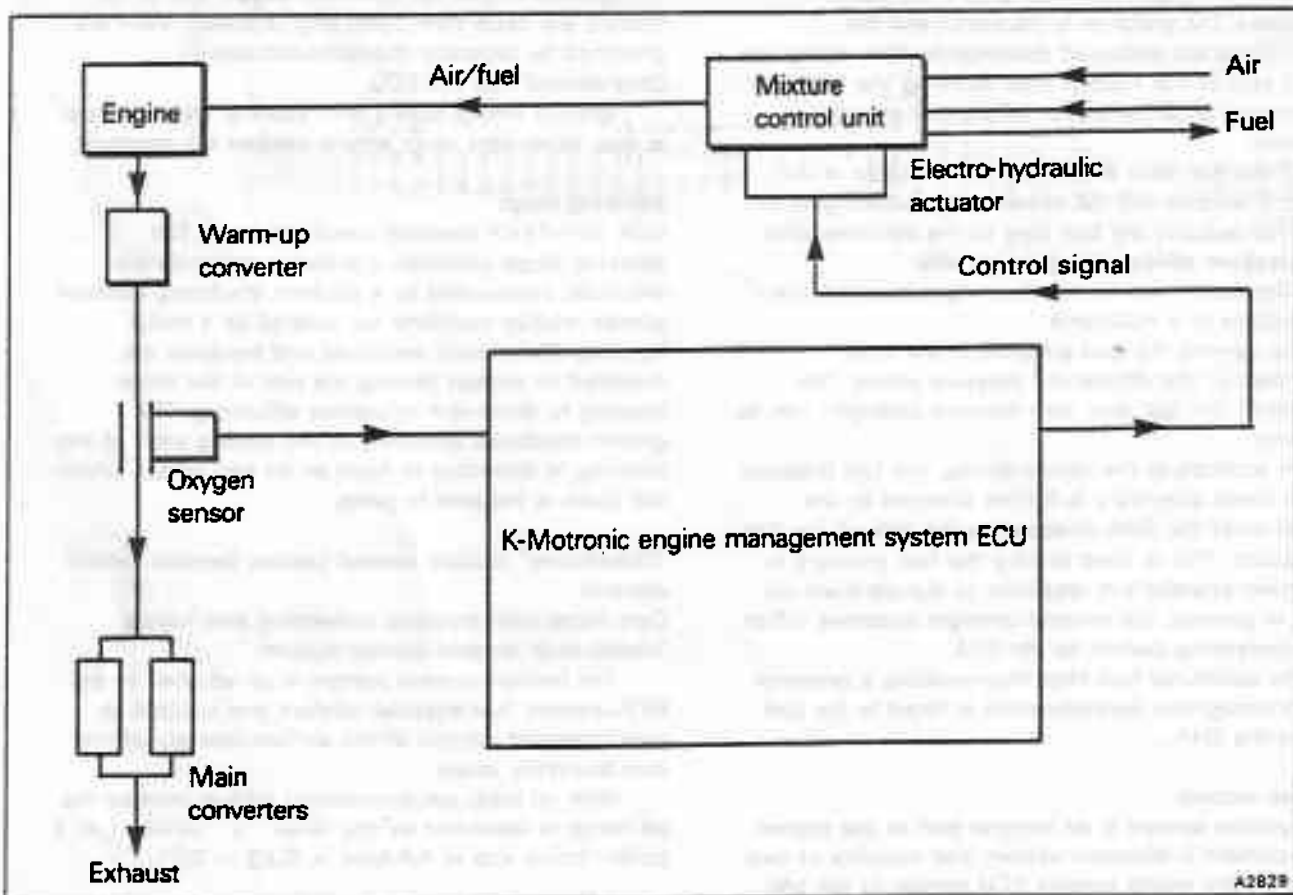 Air/fuel
Engine
Mixture
control unit
Air
Fuel
Electro-hydraulic
actuator
Warm-up
converter
Control signal
Oxygen
sensor
K-Motronic engine management system ECU
Main
converters
Exhaust
A2829